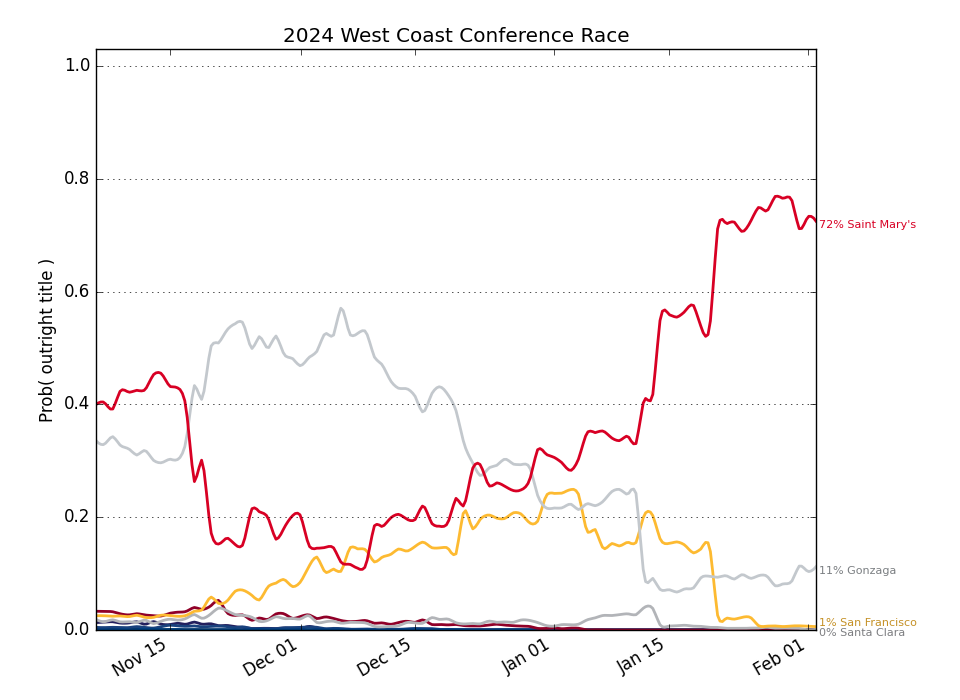 2024 West Coast Conference Race
Prob( outright title )
1.0
0.8
0.6
0.4
0.2
0.0
72% Saint Mary's
11% Gonzaga
1% San Francisco
0% Santa Clara
Nov 15
Dec 01
Dec 15
Jan 01
Jan 15
Feb 01